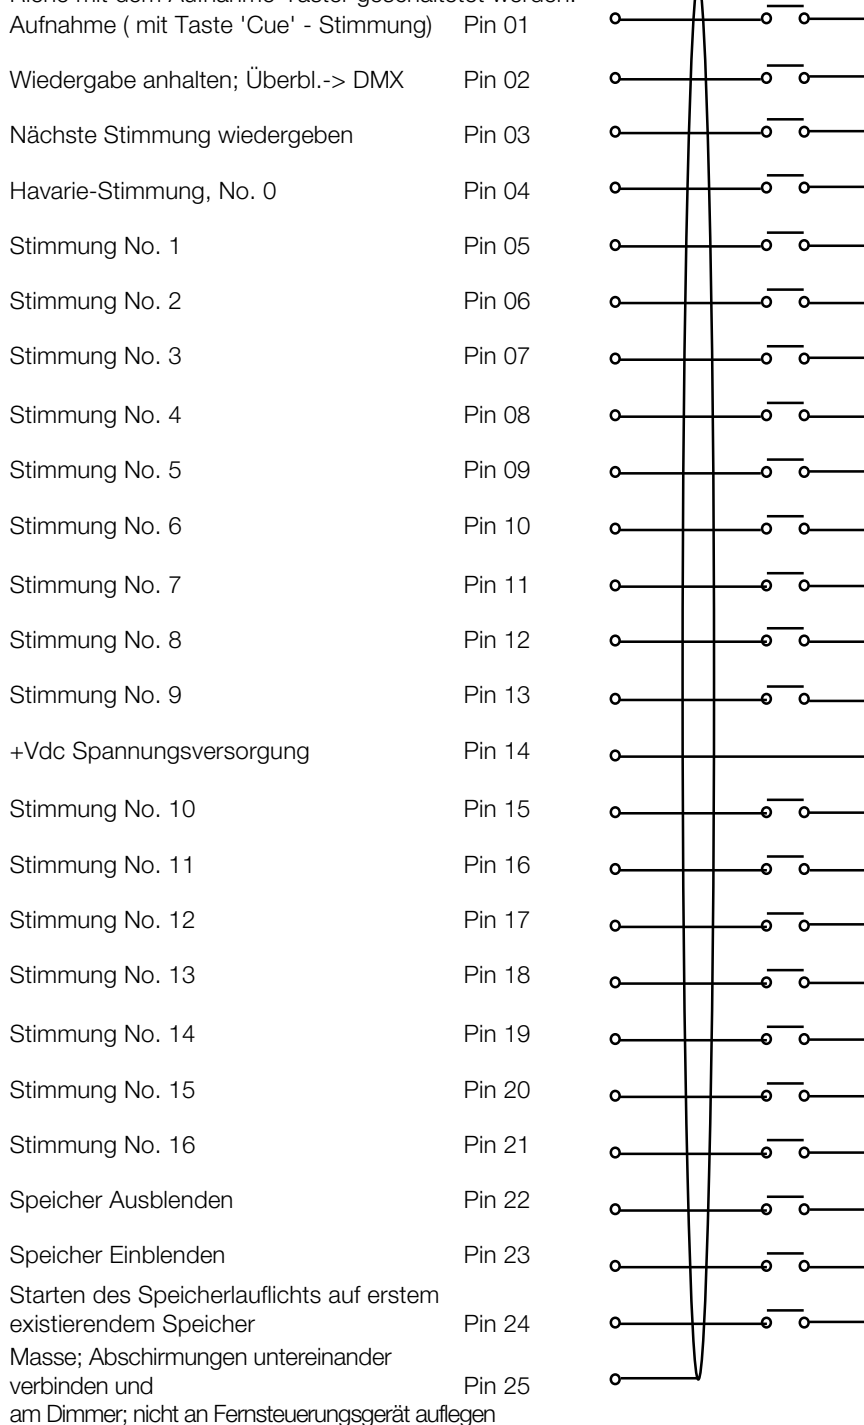 Aufnahme ( mit Taste 'Cue' - Stimmung) Pin 01
Wiedergabe anhalten; Überbl.-> DMX Pin 02
Nächste Stimmung wiedergeben Pin 03
Havarie-Stimmung, No. 0 Pin 04
Stimmung No. 1 Pin 05
Stimmung No. 2 Pin 06
Stimmung No. 3 Pin 07
Stimmung No. 4 Pin 08
Stimmung No. 5 Pin 09
Stimmung No. 6 Pin 10
Stimmung No. 7 Pin 11
Stimmung No. 8 Pin 12
Stimmung No. 9 Pin 13
+Vdc Spannungsversorgung Pin 14
Stimmung No. 10 Pin 15
Stimmung No. 11 Pin 16
Stimmung No. 12 Pin 17
Stimmung No. 13 Pin 18
Stimmung No. 14 Pin 19
Stimmung No. 15 Pin 20
Stimmung No. 16 Pin 21
Speicher Ausblenden Pin 22
Speicher Einblenden Pin 23
Starten des Speicherlauflichts auf erstem
existierendem Speicher Pin 24
Masse; Abschirmungen untereinander
verbinden und Pin 25
am Dimmer; nicht an Fernsteuerungsgerät auflegen